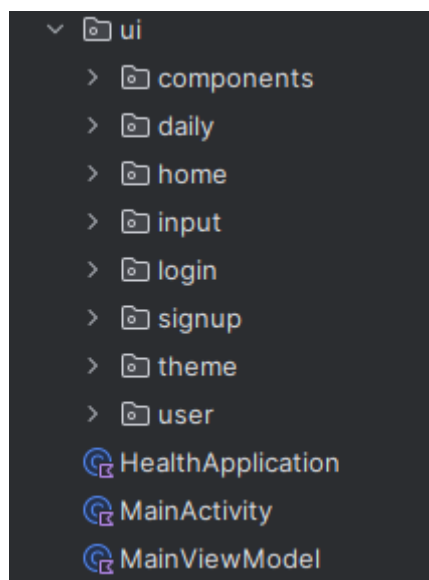 ui
components
daily
home
input
login
signup
theme
user
HealthApplication
MainActivity
MainViewModel